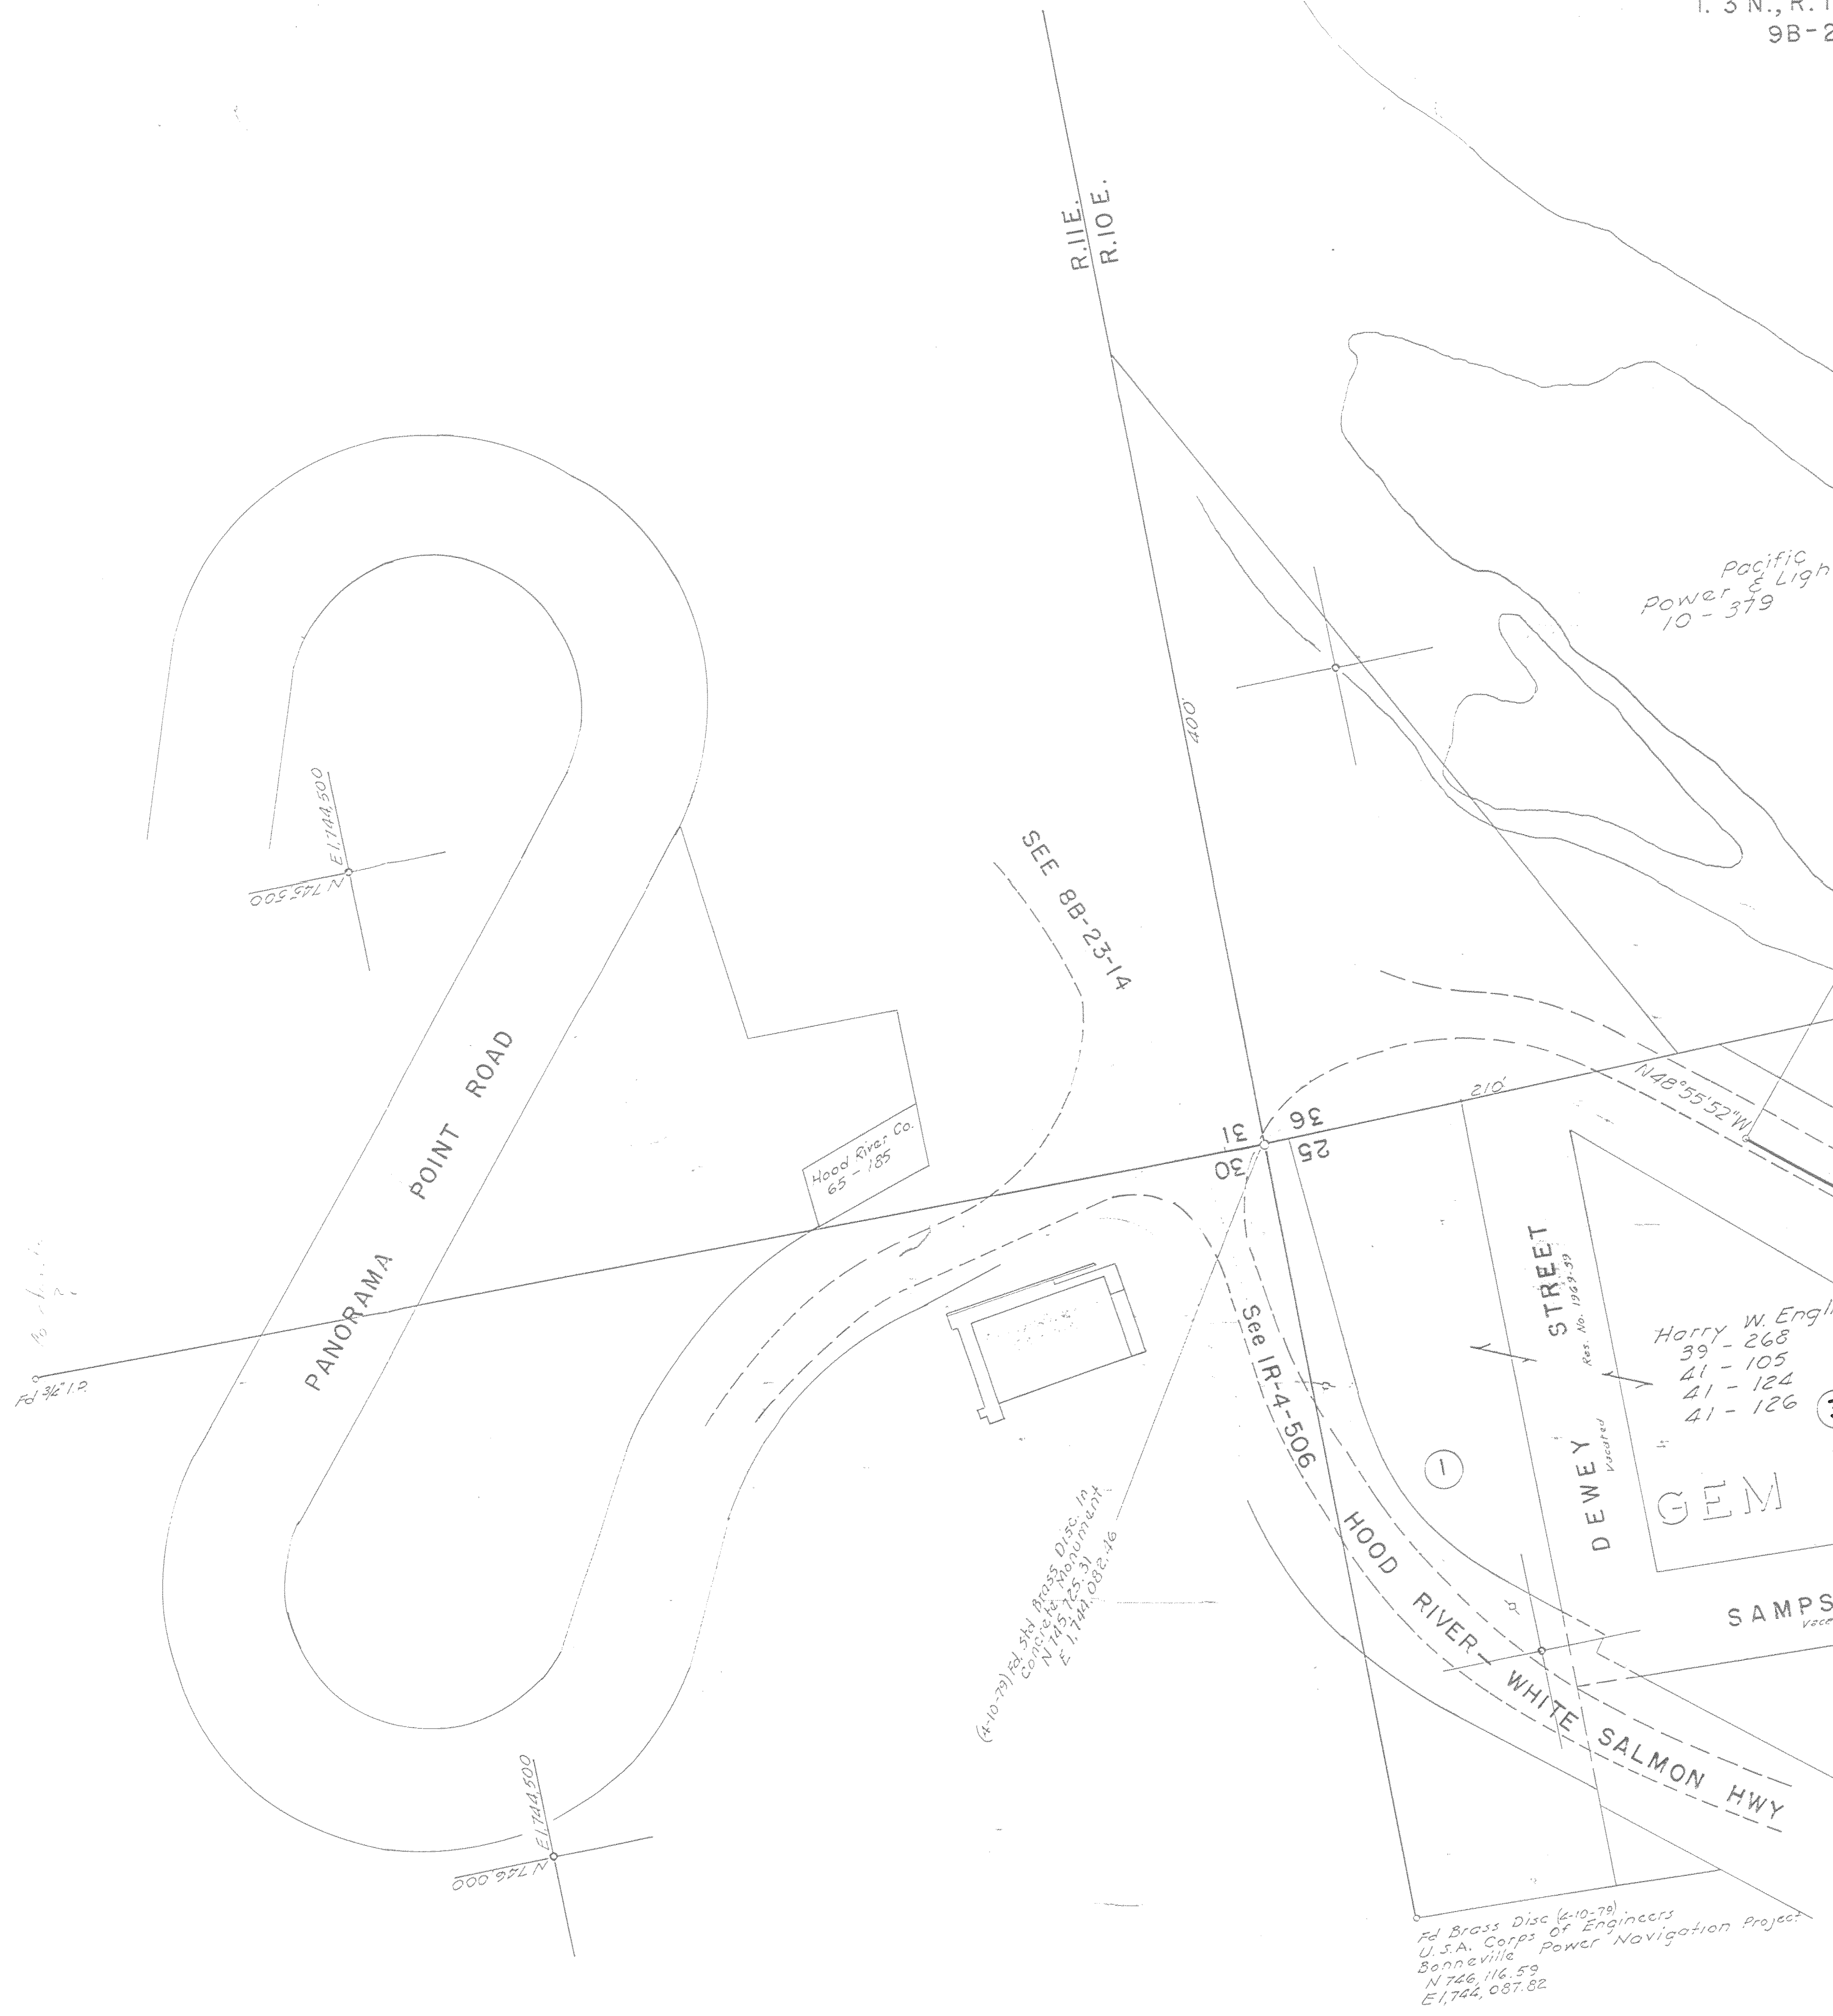 T. 3 N., R. 1
9B-2
R.11E.
R.10 E.
Pacific
Power & Ligh
10 - 379
400'
E 1,744,500
N 745,500
SEE 8B-23-14
PANORAMA POINT ROAD
Hood River Co.
65 - 185
31
36
30
25
210'
N48°55'52"W
Fd 3/4" I.P.
See 1R-4-506
DEWEY STREET
Vacated
Res. No. 1969-39
Harry W. Engl
39 - 268
41 - 105
41 - 124
41 - 126
1
GEM
SAMPS
HOOD RIVER - WHITE SALMON HWY
(4-10-79) Fd. Std Brass Disc. In
Concrete Monument
N 745,725.31
E 1,744,082.46
E 1,744,500
N 746,000
Fd Brass Disc (4-10-79)
U.S.A. Corps of Engineers
Bonneville Power Navigation Project
N 746,116.59
E 1,744,087.82